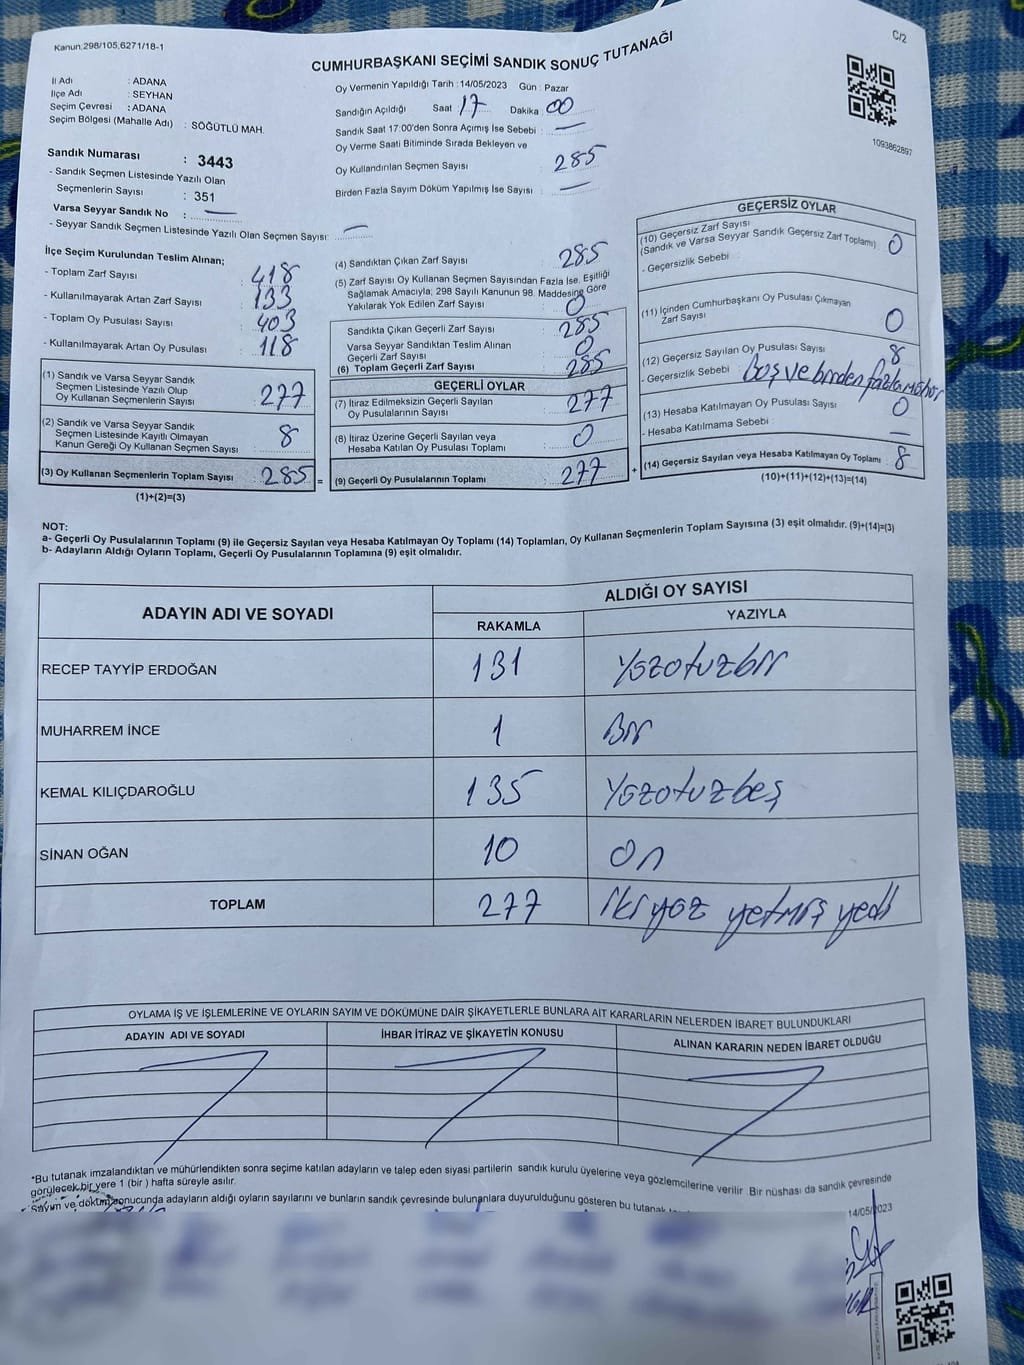 Kanun;298/105,6271/18-1
C/2
CUMHURBAŞKANI SEÇİMİ SANDIK SONUÇ TUTANAĞI
İl Adı : ADANA
İlçe Adı : SEYHAN
Seçim Çevresi : ADANA
Seçim Bölgesi (Mahalle Adı) : SÖĞÜTLÜ MAH.
Sandık Numarası : 3443
- Sandık Seçmen Listesinde Yazılı Olan
Seçmenlerin Sayısı : 351
Varsa Seyyar Sandık No : —
- Seyyar Sandık Seçmen Listesinde Yazılı Olan Seçmen Sayısı: —
Oy Vermenin Yapıldığı Tarih : 14/05/2023 Gün : Pazar
Sandığın Açıldığı Saat 17 Dakika 00
Sandık Saat 17:00'den Sonra Açımış İse Sebebi : —
Oy Verme Saati Bitiminde Sırada Bekleyen ve
Oy Kullandırılan Seçmen Sayısı : 285
Birden Fazla Sayım Döküm Yapılmış İse Sayısı : —
1093862897
İlçe Seçim Kurulundan Teslim Alınan;
- Toplam Zarf Sayısı : 418
- Kullanılmayarak Artan Zarf Sayısı : 133
- Toplam Oy Pusulası Sayısı : 403
- Kullanılmayarak Artan Oy Pusulası : 118
(1) Sandık ve Varsa Seyyar Sandık
Seçmen Listesinde Yazılı Olup
Oy Kullanan Seçmenlerin Sayısı : 277
(2) Sandık ve Varsa Seyyar Sandık
Seçmen Listesinde Kayıtlı Olmayan
Kanun Gereği Oy Kullanan Seçmen Sayısı : 8
(3) Oy Kullanan Seçmenlerin Toplam Sayısı : 285 =
(1)+(2)=(3)
(4) Sandıktan Çıkan Zarf Sayısı : 285
(5) Zarf Sayısı Oy Kullanan Seçmen Sayısından Fazla İse, Eşitliği
Sağlamak Amacıyla; 298 Sayılı Kanunun 98. Maddesine Göre
Yakılarak Yok Edilen Zarf Sayısı : 0
Sandıkta Çıkan Geçerli Zarf Sayısı : 285
Varsa Seyyar Sandıktan Teslim Alınan
Geçerli Zarf Sayısı : 0
(6) Toplam Geçerli Zarf Sayısı : 285
GEÇERLİ OYLAR
(7) İtiraz Edilmeksizin Geçerli Sayılan
Oy Pusulalarının Sayısı : 277
(8) İtiraz Üzerine Geçerli Sayılan veya
Hesaba Katılan Oy Pusulası Toplamı : 0
(9) Geçerli Oy Pusulalarının Toplamı : 277 +
GEÇERSİZ OYLAR
(10) Geçersiz Zarf Sayısı
(Sandık ve Varsa Seyyar Sandık Geçersiz Zarf Toplamı) : 0
- Geçersizlik Sebebi :
(11) İçinden Cumhurbaşkanı Oy Pusulası Çıkmayan
Zarf Sayısı : 0
(12) Geçersiz Sayılan Oy Pusulası Sayısı : 8
- Geçersizlik Sebebi : Boş ve birden fazla mühür
(13) Hesaba Katılmayan Oy Pusulası Sayısı : 0
- Hesaba Katılmama Sebebi : —
(14) Geçersiz Sayılan veya Hesaba Katılmayan Oy Toplamı : 8
(10)+(11)+(12)+(13)=(14)
NOT:
a- Geçerli Oy Pusulalarının Toplamı (9) ile Geçersiz Sayılan veya Hesaba Katılmayan Oy Toplamı (14) Toplamları, Oy Kullanan Seçmenlerin Toplam Sayısına (3) eşit olmalıdır. (9)+(14)=(3)
b- Adayların Aldığı Oyların Toplamı, Geçerli Oy Pusulalarının Toplamına (9) eşit olmalıdır.
ADAYIN ADI VE SOYADI
ALDIĞI OY SAYISI
RAKAMLA YAZIYLA
RECEP TAYYİP ERDOĞAN 131 Yüzotuzbir
MUHARREM İNCE 1 Bir
KEMAL KILIÇDAROĞLU 135 Yüzotuzbeş
SİNAN OĞAN 10 On
TOPLAM 277 İkiyüz yetmiş yedi
OYLAMA İŞ VE İŞLEMLERİNE VE OYLARIN SAYIM VE DÖKÜMÜNE DAİR ŞİKAYETLERLE BUNLARA AİT KARARLARIN NELERDEN İBARET BULUNDUKLARI
ADAYIN ADI VE SOYADI İHBAR İTİRAZ VE ŞİKAYETİN KONUSU ALINAN KARARIN NEDEN İBARET OLDUĞU
*Bu tutanak imzalandıktan ve mühürlendikten sonra seçime katılan adayların ve talep eden siyasi partilerin sandık kurulu üyelerine veya gözlemcilerine verilir. Bir nüshası da sandık çevresinde
görülecek bir yere 1 (bir ) hafta süreyle asılır.
Sayım ve döküm sonucunda adayların aldığı oyların sayılarını ve bunların sandık çevresinde bulunanlara duyurulduğunu gösteren bu tutanak
14/05/2023